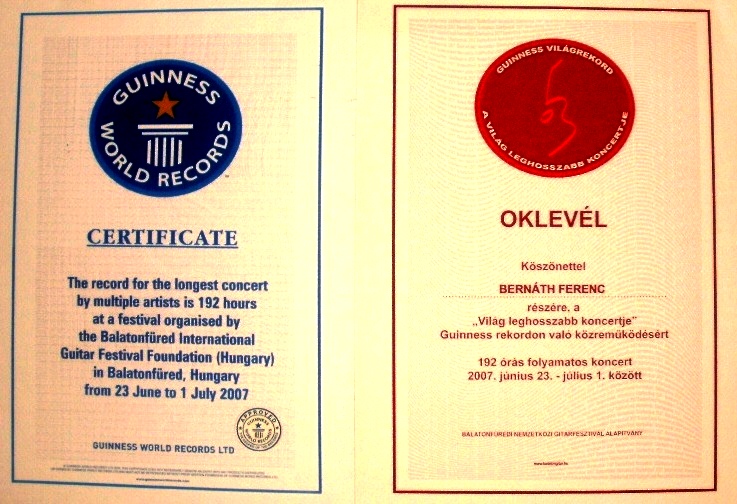 GUINNESS
WORLD RECORDS
TM
CERTIFICATE
The record for the longest concert
by multiple artists is 192 hours
at a festival organised by
the Balatonfüred International
Guitar Festival Foundation (Hungary)
in Balatonfüred, Hungary
from 23 June to 1 July 2007
APPROVED
GUINNESS WORLD RECORDS LTD
GUINNESS VILÁGREKORD
A VILÁG LEGHOSSZABB KONCERTJE
OKLEVÉL
Köszönettel
BERNÁTH FERENC
részére, a
„Világ leghosszabb koncertje”
Guinness rekordon való közreműködésért
192 órás folyamatos koncert
2007. június 23. - július 1. között
BALATONFÜREDI NEMZETKÖZI GITÁRFESZTIVÁL ALAPÍTVÁNY